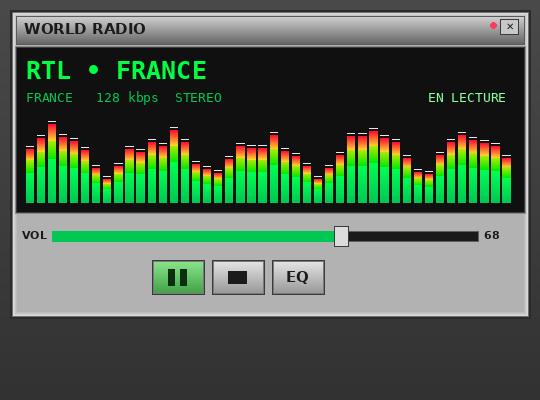 WORLD RADIO
RTL • FRANCE
FRANCE 128 kbps STEREO EN LECTURE
VOL 68
EQ